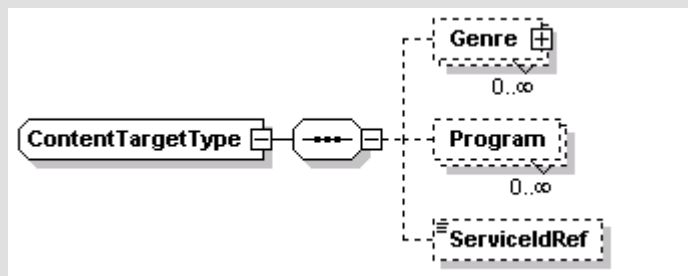 Genre
0..∞
ContentTargetType
Program
0..∞
ServiceIdRef